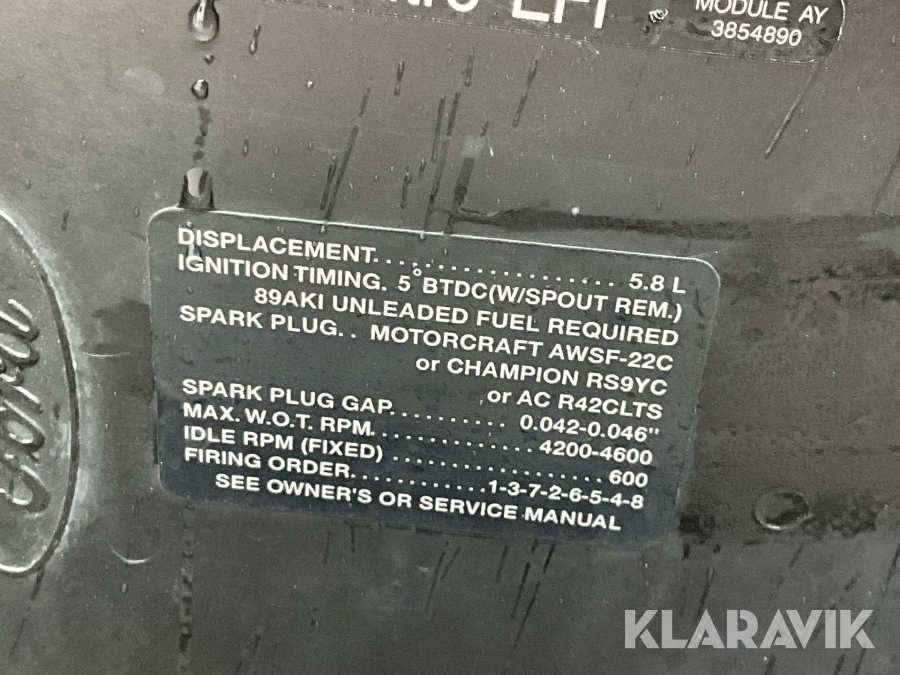 EFI
MODULE AY
3854890
Ford
DISPLACEMENT..................5.8 L
IGNITION TIMING. 5° BTDC(W/SPOUT REM.)
89AKI UNLEADED FUEL REQUIRED
SPARK PLUG.. MOTORCRAFT AWSF-22C
or CHAMPION RS9YC
or AC R42CLTS
SPARK PLUG GAP.......... 0.042-0.046"
MAX. W.O.T. RPM.............. 4200-4600
IDLE RPM (FIXED) .................. 600
FIRING ORDER............1-3-7-2-6-5-4-8
SEE OWNER'S OR SERVICE MANUAL
KLARAVIK